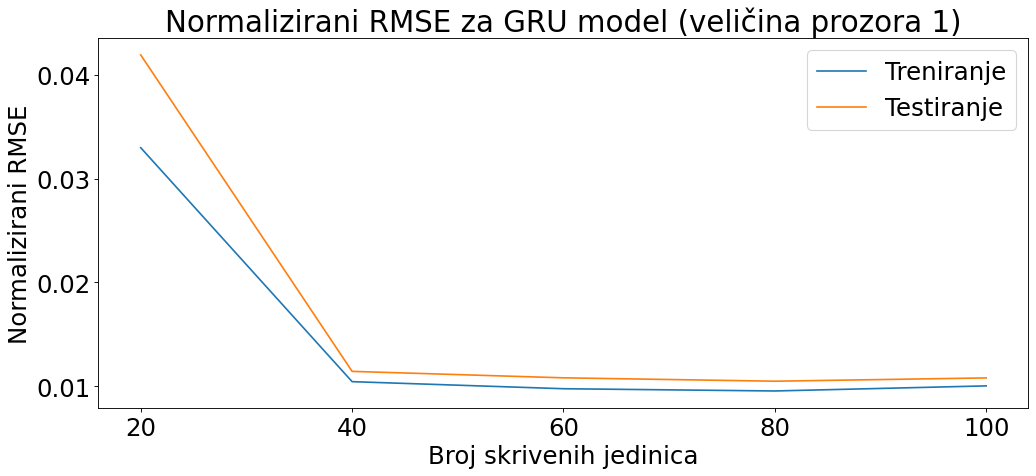 Normalizirani RMSE za GRU model (veličina prozora 1)
Treniranje
Testiranje
Normalizirani RMSE
0.04
0.03
0.02
0.01
20 40 60 80 100
Broj skrivenih jedinica